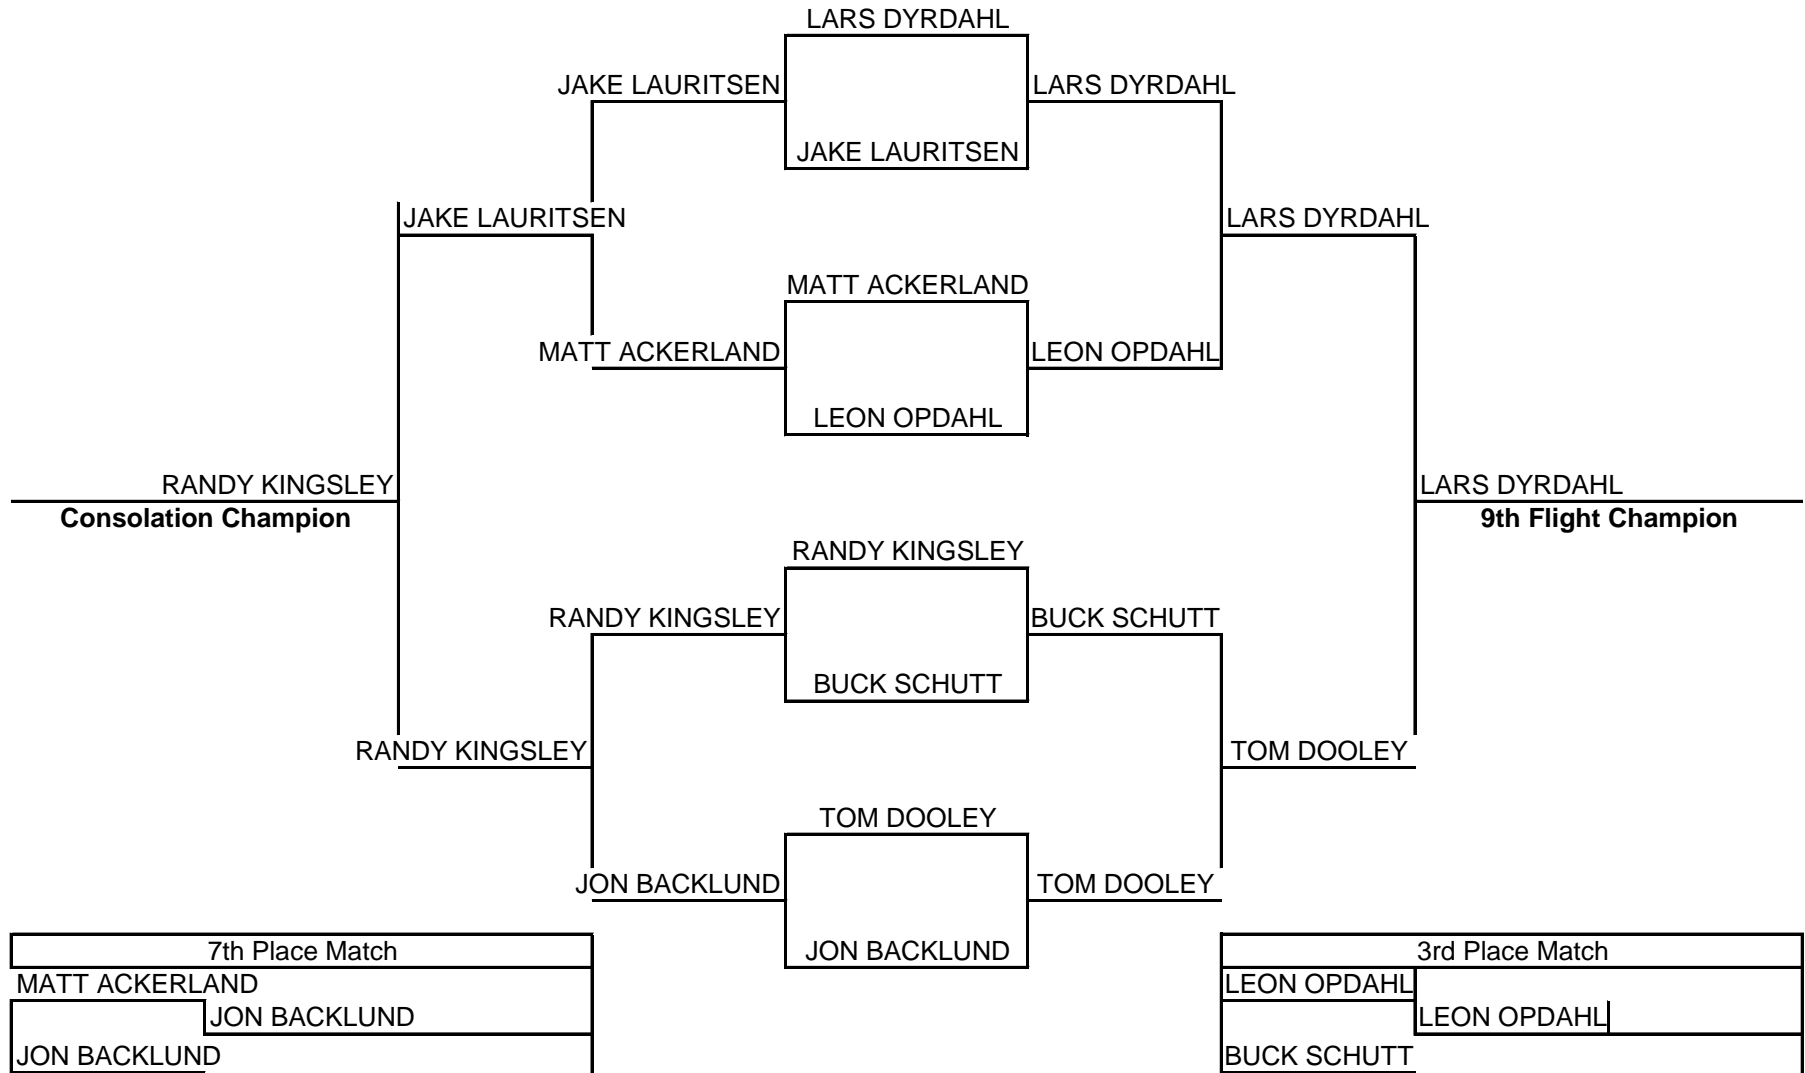 LARS DYRDAHL
JAKE LAURITSEN
LARS DYRDAHL
JAKE LAURITSEN
JAKE LAURITSEN
LARS DYRDAHL
MATT ACKERLAND
MATT ACKERLAND
LEON OPDAHL
LEON OPDAHL
RANDY KINGSLEY
LARS DYRDAHL
Consolation Champion
9th Flight Champion
RANDY KINGSLEY
RANDY KINGSLEY
BUCK SCHUTT
BUCK SCHUTT
RANDY KINGSLEY
TOM DOOLEY
TOM DOOLEY
JON BACKLUND
TOM DOOLEY
JON BACKLUND
7th Place Match
MATT ACKERLAND
JON BACKLUND
JON BACKLUND
3rd Place Match
LEON OPDAHL
LEON OPDAHL
BUCK SCHUTT